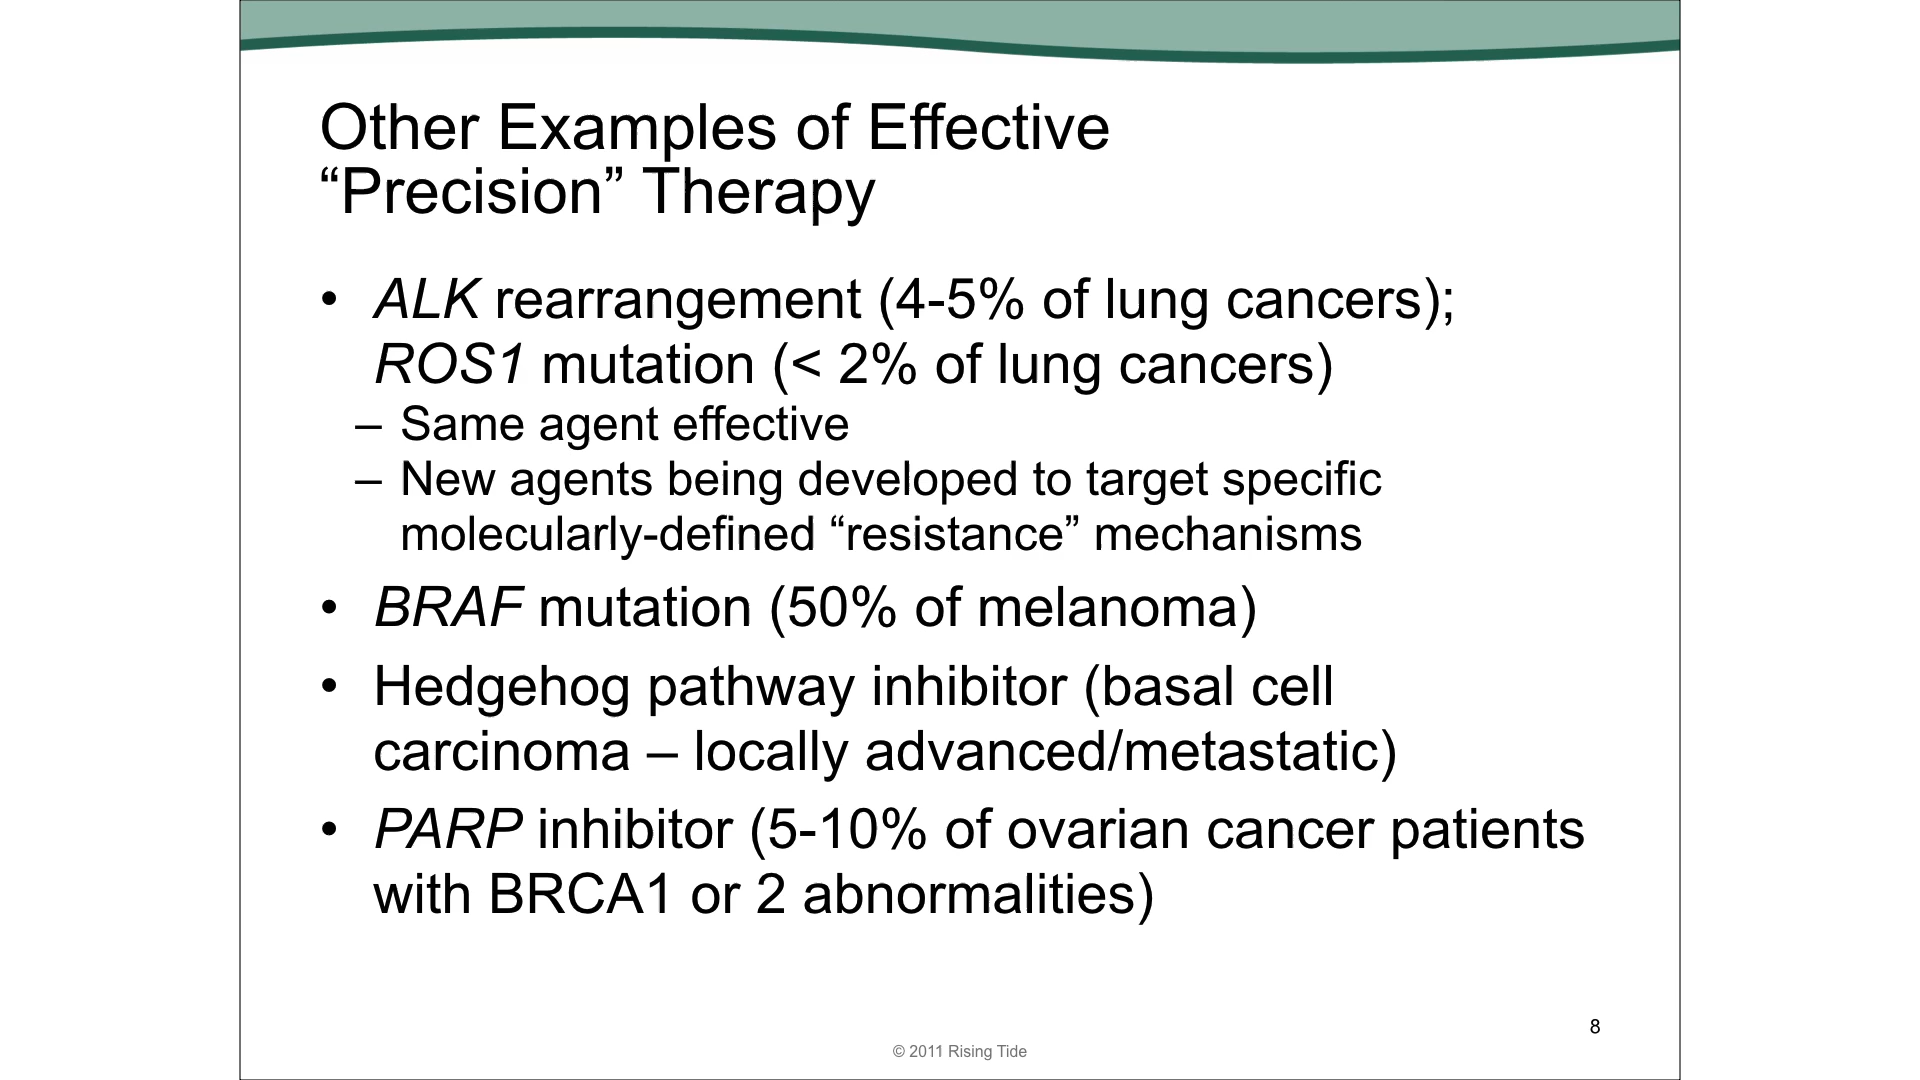 Other Examples of Effective
“Precision” Therapy
• ALK rearrangement (4-5% of lung cancers);
ROS1 mutation (< 2% of lung cancers)
– Same agent effective
– New agents being developed to target specific
molecularly-defined “resistance” mechanisms
• BRAF mutation (50% of melanoma)
• Hedgehog pathway inhibitor (basal cell
carcinoma – locally advanced/metastatic)
• PARP inhibitor (5-10% of ovarian cancer patients
with BRCA1 or 2 abnormalities)
8
© 2011 Rising Tide